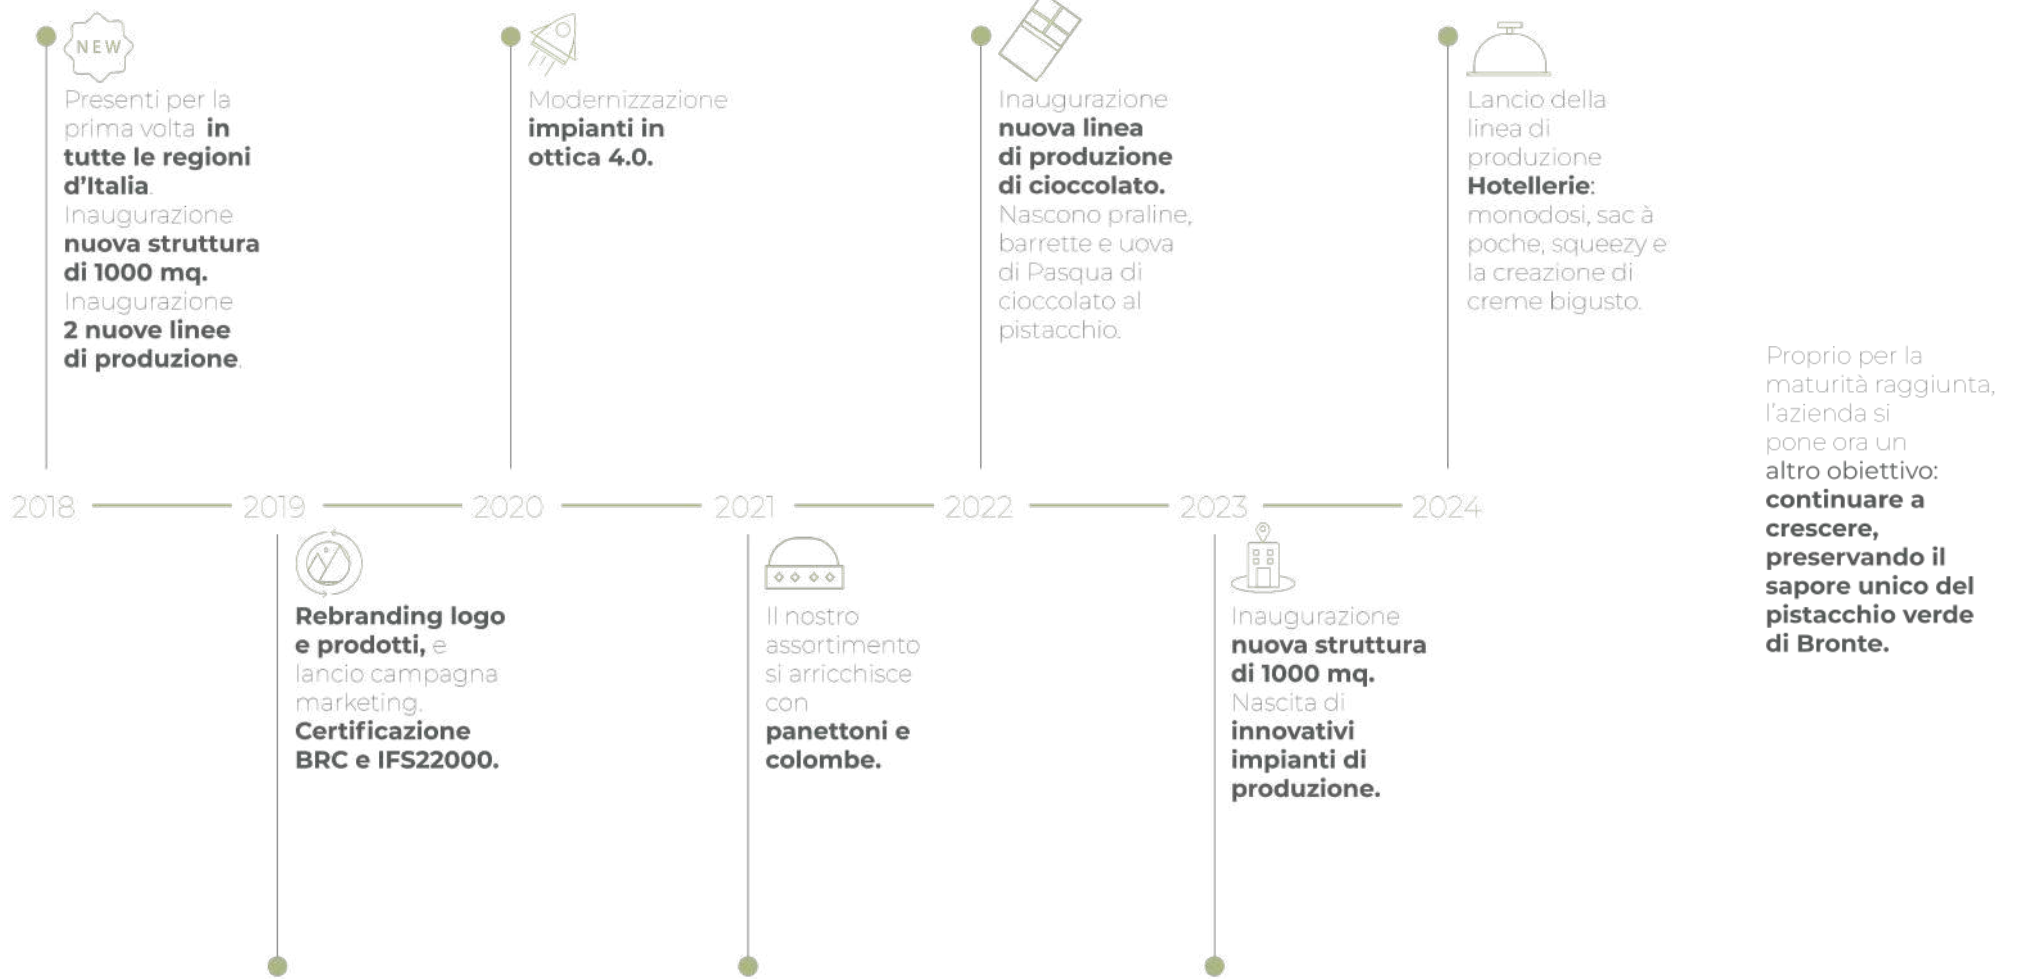 NEW
Presenti per la
prima volta in
tutte le regioni
d'Italia.
Inaugurazione
nuova struttura
di 1000 mq.
Inaugurazione
2 nuove linee
di produzione.
Modernizzazione
impianti in
ottica 4.0.
Inaugurazione
nuova linea
di produzione
di cioccolato.
Nascono praline,
barrette e uova
di Pasqua di
cioccolato al
pistacchio.
Lancio della
linea di
produzione
Hotellerie:
monodosi, sac à
poche, squeezy e
la creazione di
creme bigusto.
2018 2019 2020 2021 2022 2023 2024
Rebranding logo
e prodotti, e
lancio campagna
marketing.
Certificazione
BRC e IFS22000.
Il nostro
assortimento
si arricchisce
con
panettoni e
colombe.
Inaugurazione
nuova struttura
di 1000 mq.
Nascita di
innovativi
impianti di
produzione.
Proprio per la
maturità raggiunta,
l'azienda si
pone ora un
altro obiettivo:
continuare a
crescere,
preservando il
sapore unico del
pistacchio verde
di Bronte.